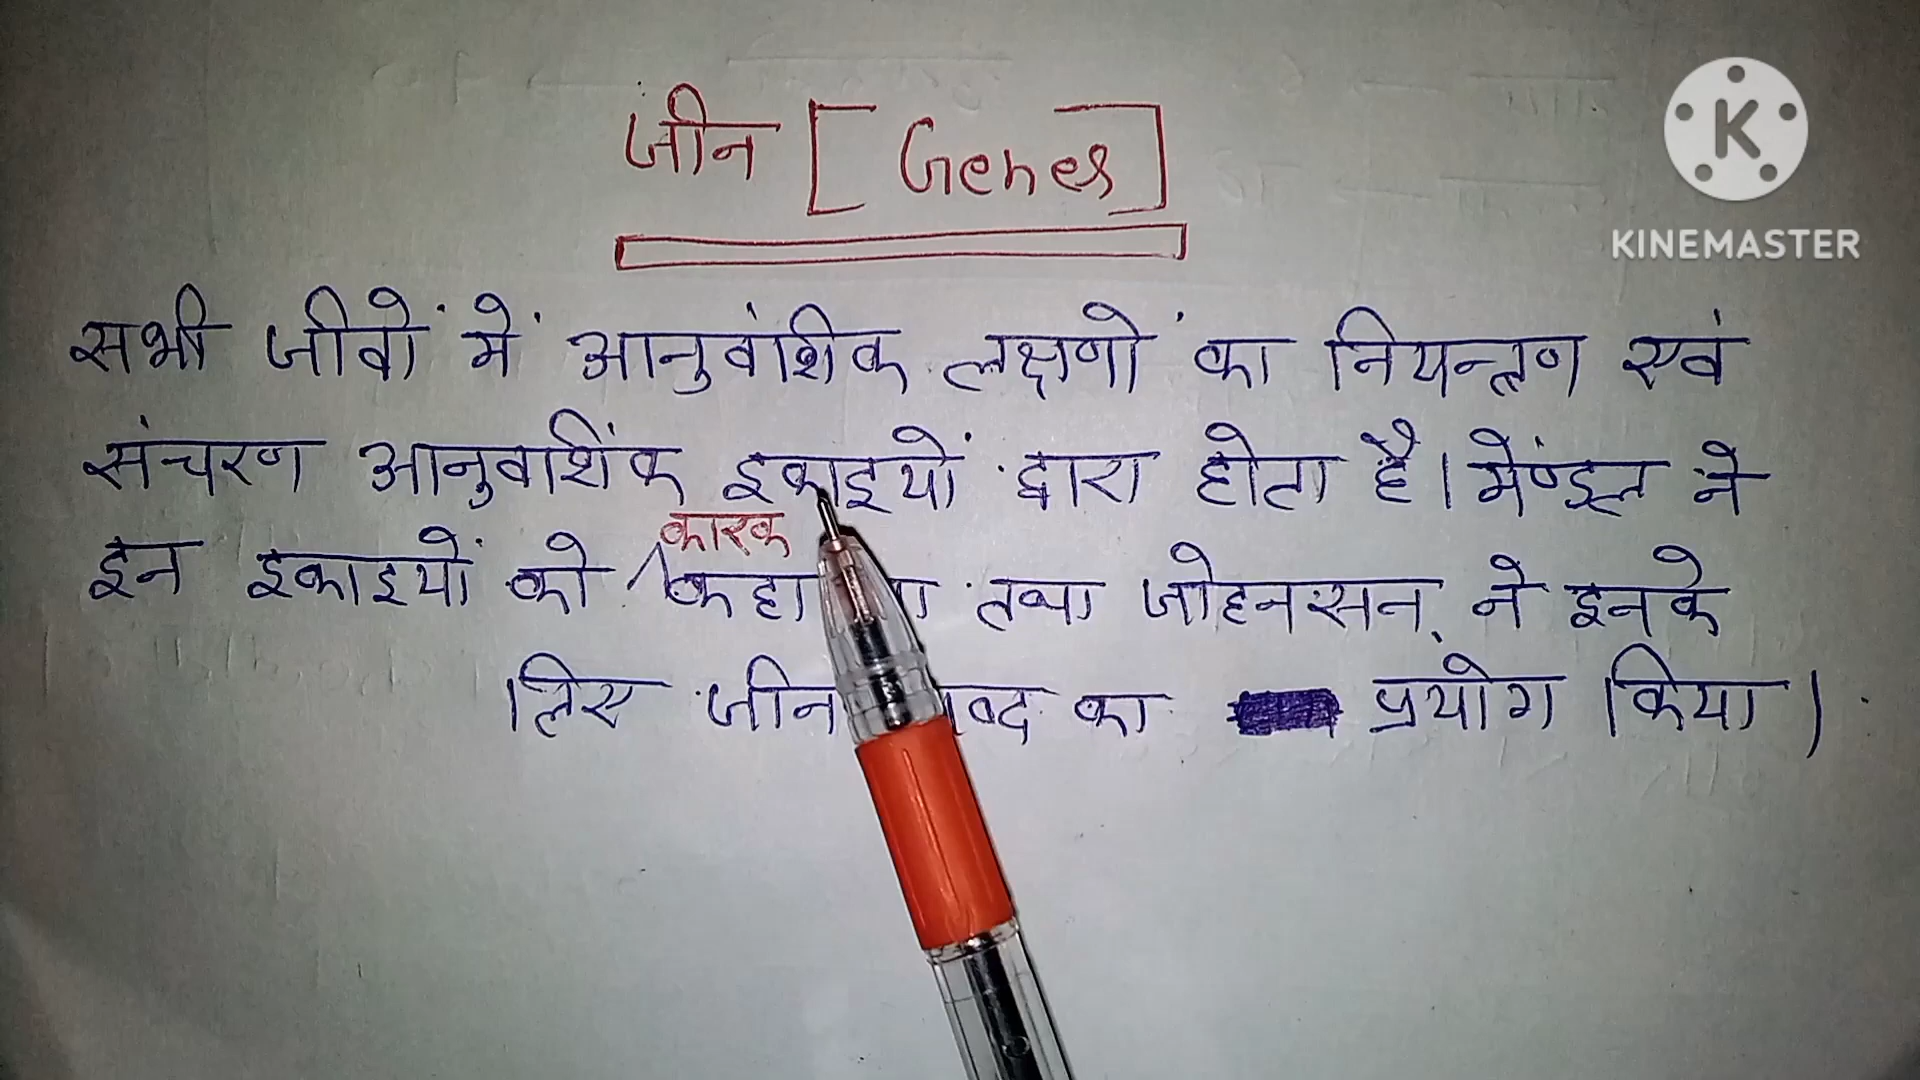 जीन [Genes]
KINEMASTER
सभी जीवों में आनुवंशिक लक्षणों का नियन्त्रण एवं
संचरण आनुवांशिक इकाइयों द्वारा होता है। मेण्डल ने
कारक
इन इकाइयों को कहा तथा जोहनसन् ने इनके
लिए जीन का प्रयोग किया।